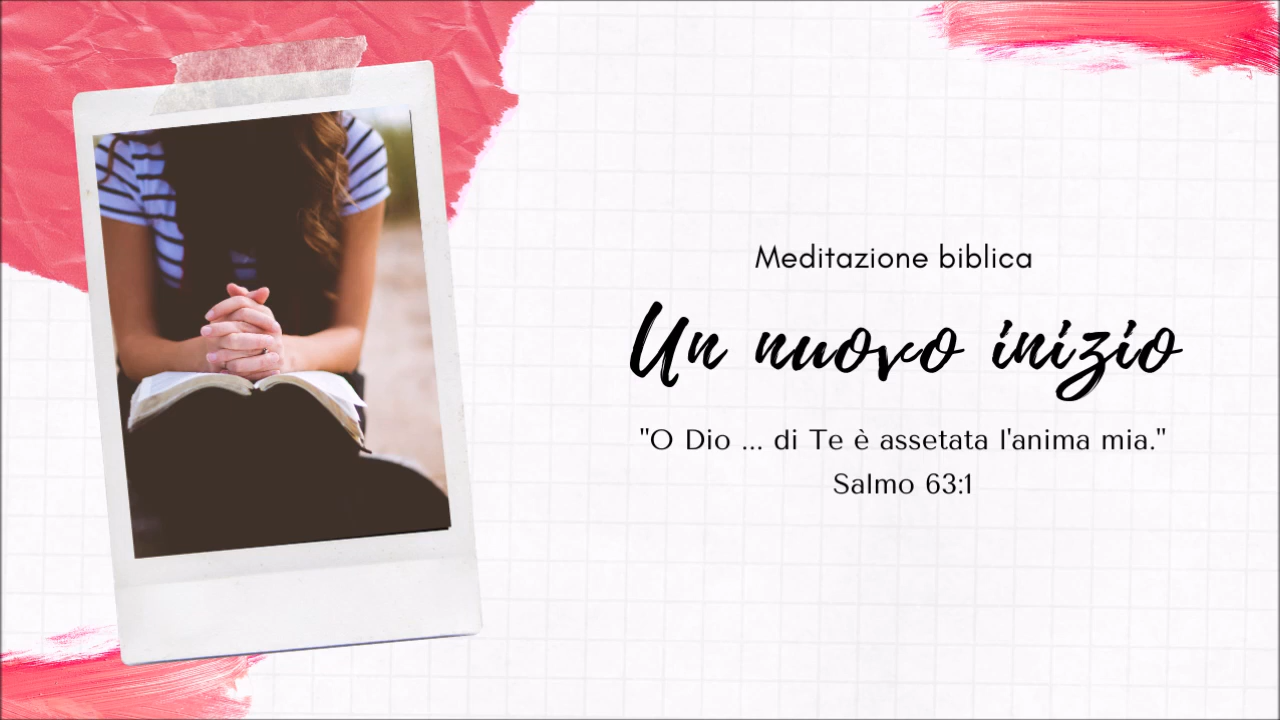 Meditazione biblica
Un nuovo inizio
"O Dio ... di Te è assetata l'anima mia."
Salmo 63:1